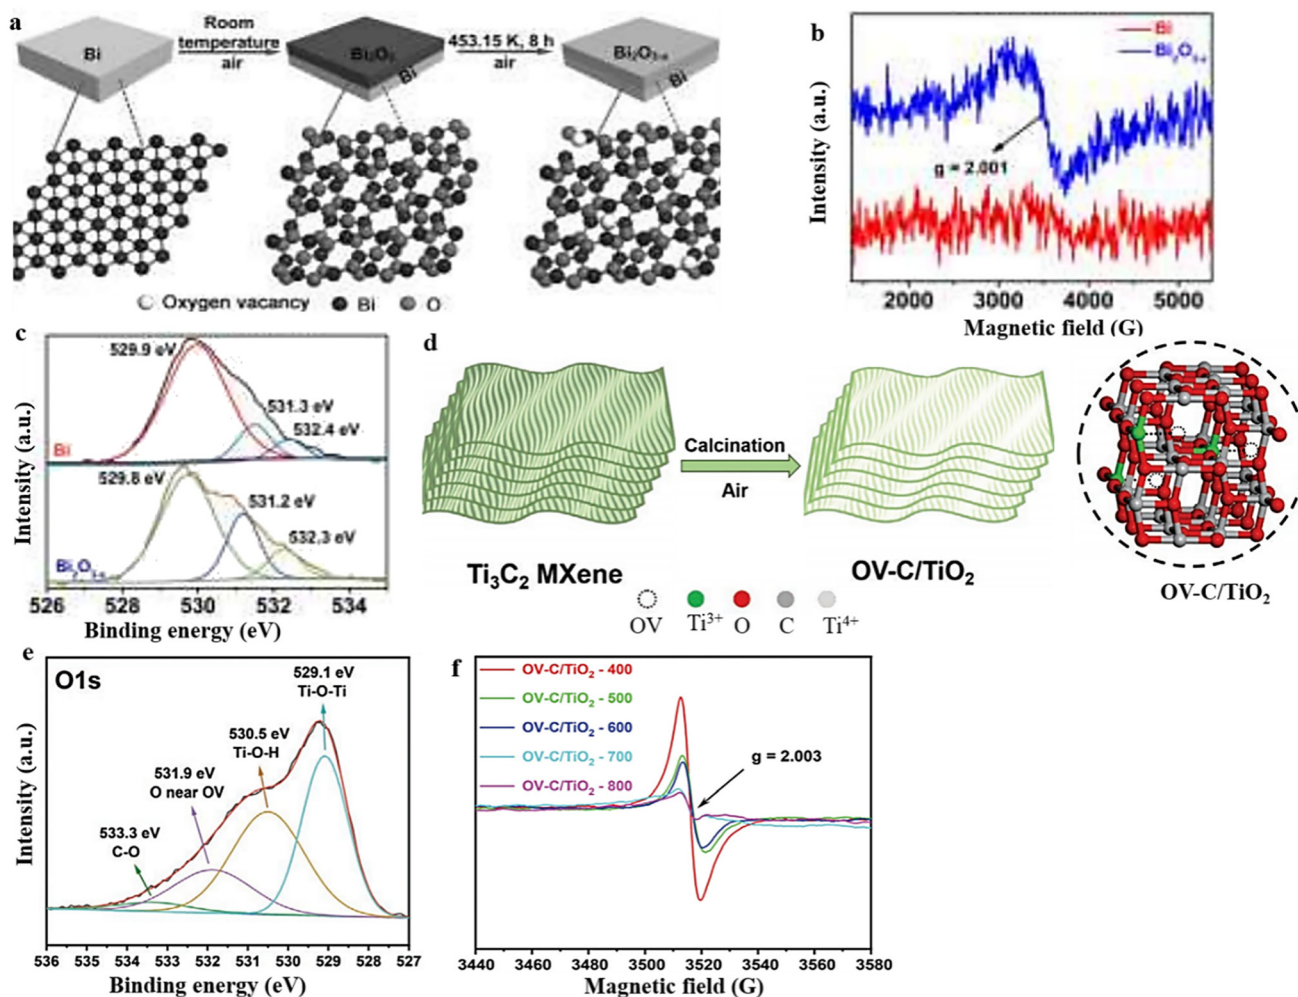 a
Room
temperature
air
453.15 K, 8 h
air
Bi
Bi₂O₃
Bi
Bi₂O₃₋ₓ
Bi
Oxygen vacancy
Bi
O
b
Bi
Bi₂O₃₋ₓ
g = 2.001
Intensity (a.u.)
2000 3000 4000 5000
Magnetic field (G)
c
529.9 eV
531.3 eV
532.4 eV
Bi
529.8 eV
531.2 eV
532.3 eV
Bi₂O₃₋ₓ
Intensity (a.u.)
526 528 530 532 534
Binding energy (eV)
d
Calcination
Air
Ti₃C₂ MXene
OV-C/TiO₂
OV-C/TiO₂
OV Ti³⁺ O C Ti⁴⁺
e
O1s
529.1 eV
Ti-O-Ti
530.5 eV
Ti-O-H
531.9 eV
O near OV
533.3 eV
C-O
Intensity (a.u.)
536 535 534 533 532 531 530 529 528 527
Binding energy (eV)
f
OV-C/TiO₂ - 400
OV-C/TiO₂ - 500
OV-C/TiO₂ - 600
OV-C/TiO₂ - 700
OV-C/TiO₂ - 800
g = 2.003
Intensity (a.u.)
3440 3460 3480 3500 3520 3540 3560 3580
Magnetic field (G)